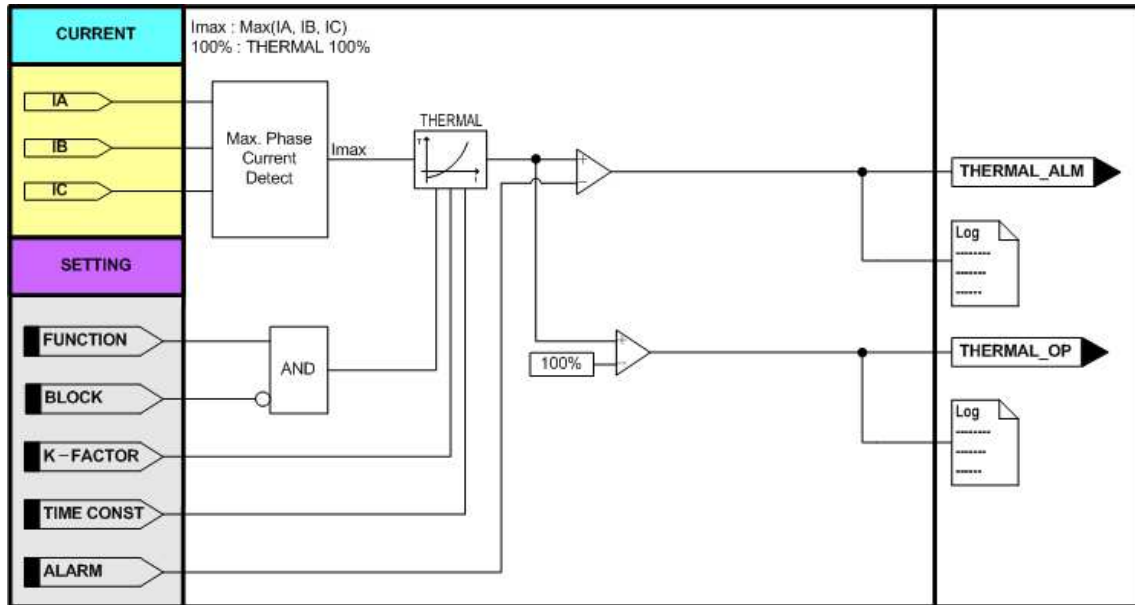 CURRENT
Imax : Max(IA, IB, IC)
100% : THERMAL 100%
IA
IB
IC
Max. Phase
Current
Detect
Imax
THERMAL
T
t
+
−
THERMAL_ALM
Log
SETTING
FUNCTION
BLOCK
K−FACTOR
TIME CONST
ALARM
AND
100%
+
−
THERMAL_OP
Log